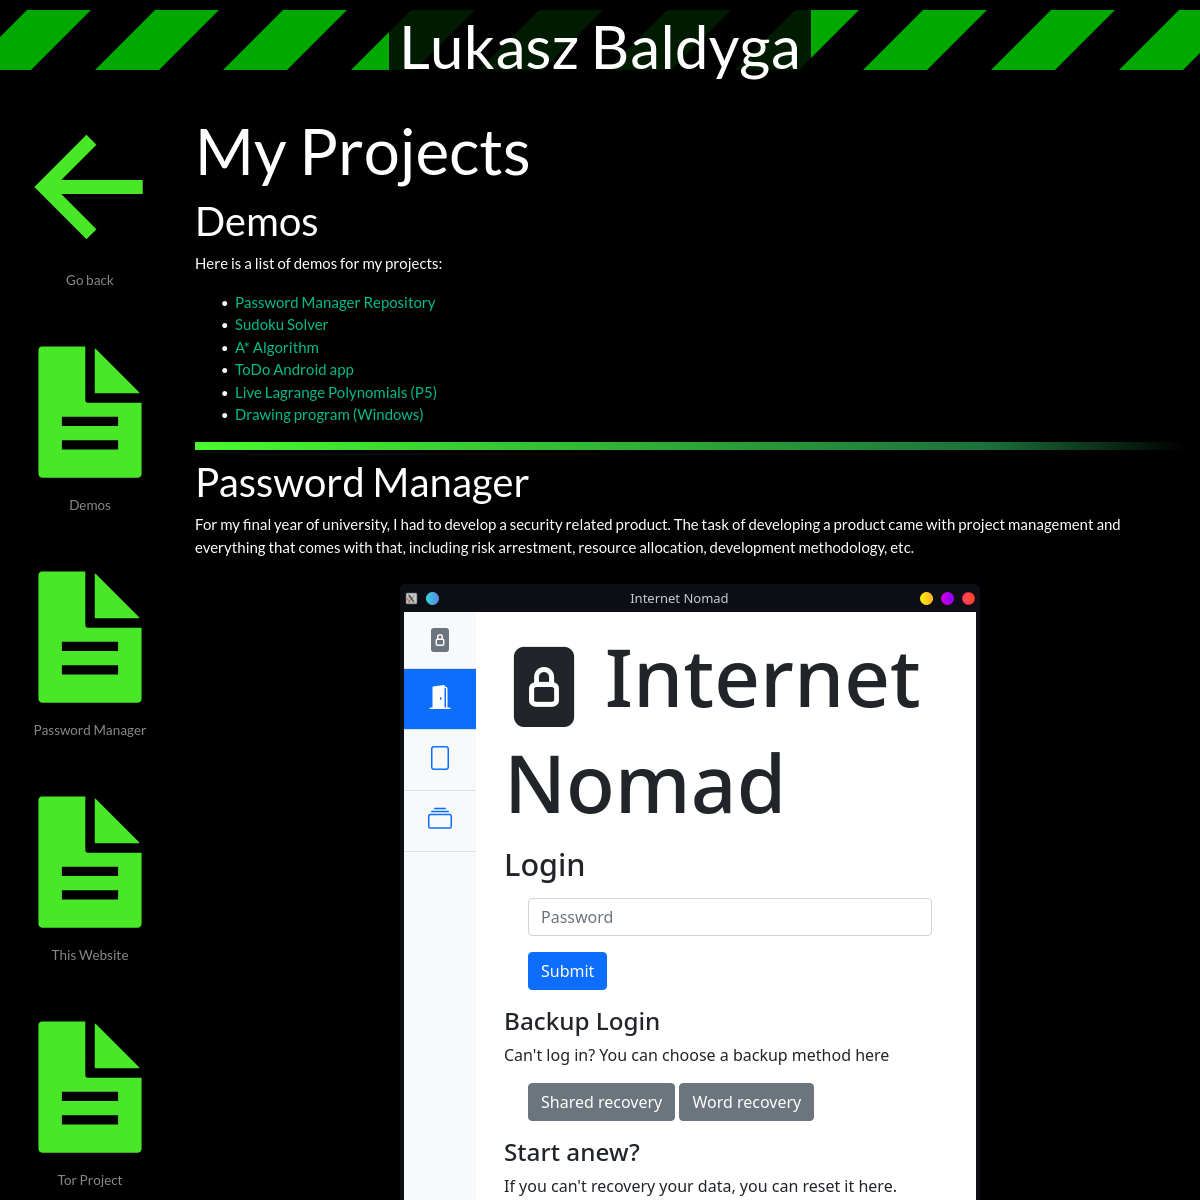 Lukasz Baldyga
Go back
Demos
Password Manager
This Website
Tor Project
My Projects
Demos
Here is a list of demos for my projects:
Password Manager Repository
Sudoku Solver
A* Algorithm
ToDo Android app
Live Lagrange Polynomials (P5)
Drawing program (Windows)
Password Manager
For my final year of university, I had to develop a security related product. The task of developing a product came with project management and
everything that comes with that, including risk arrestment, resource allocation, development methodology, etc.
Internet Nomad
Internet
Nomad
Login
Password
Submit
Backup Login
Can't log in? You can choose a backup method here
Shared recovery Word recovery
Start anew?
If you can't recovery your data, you can reset it here.